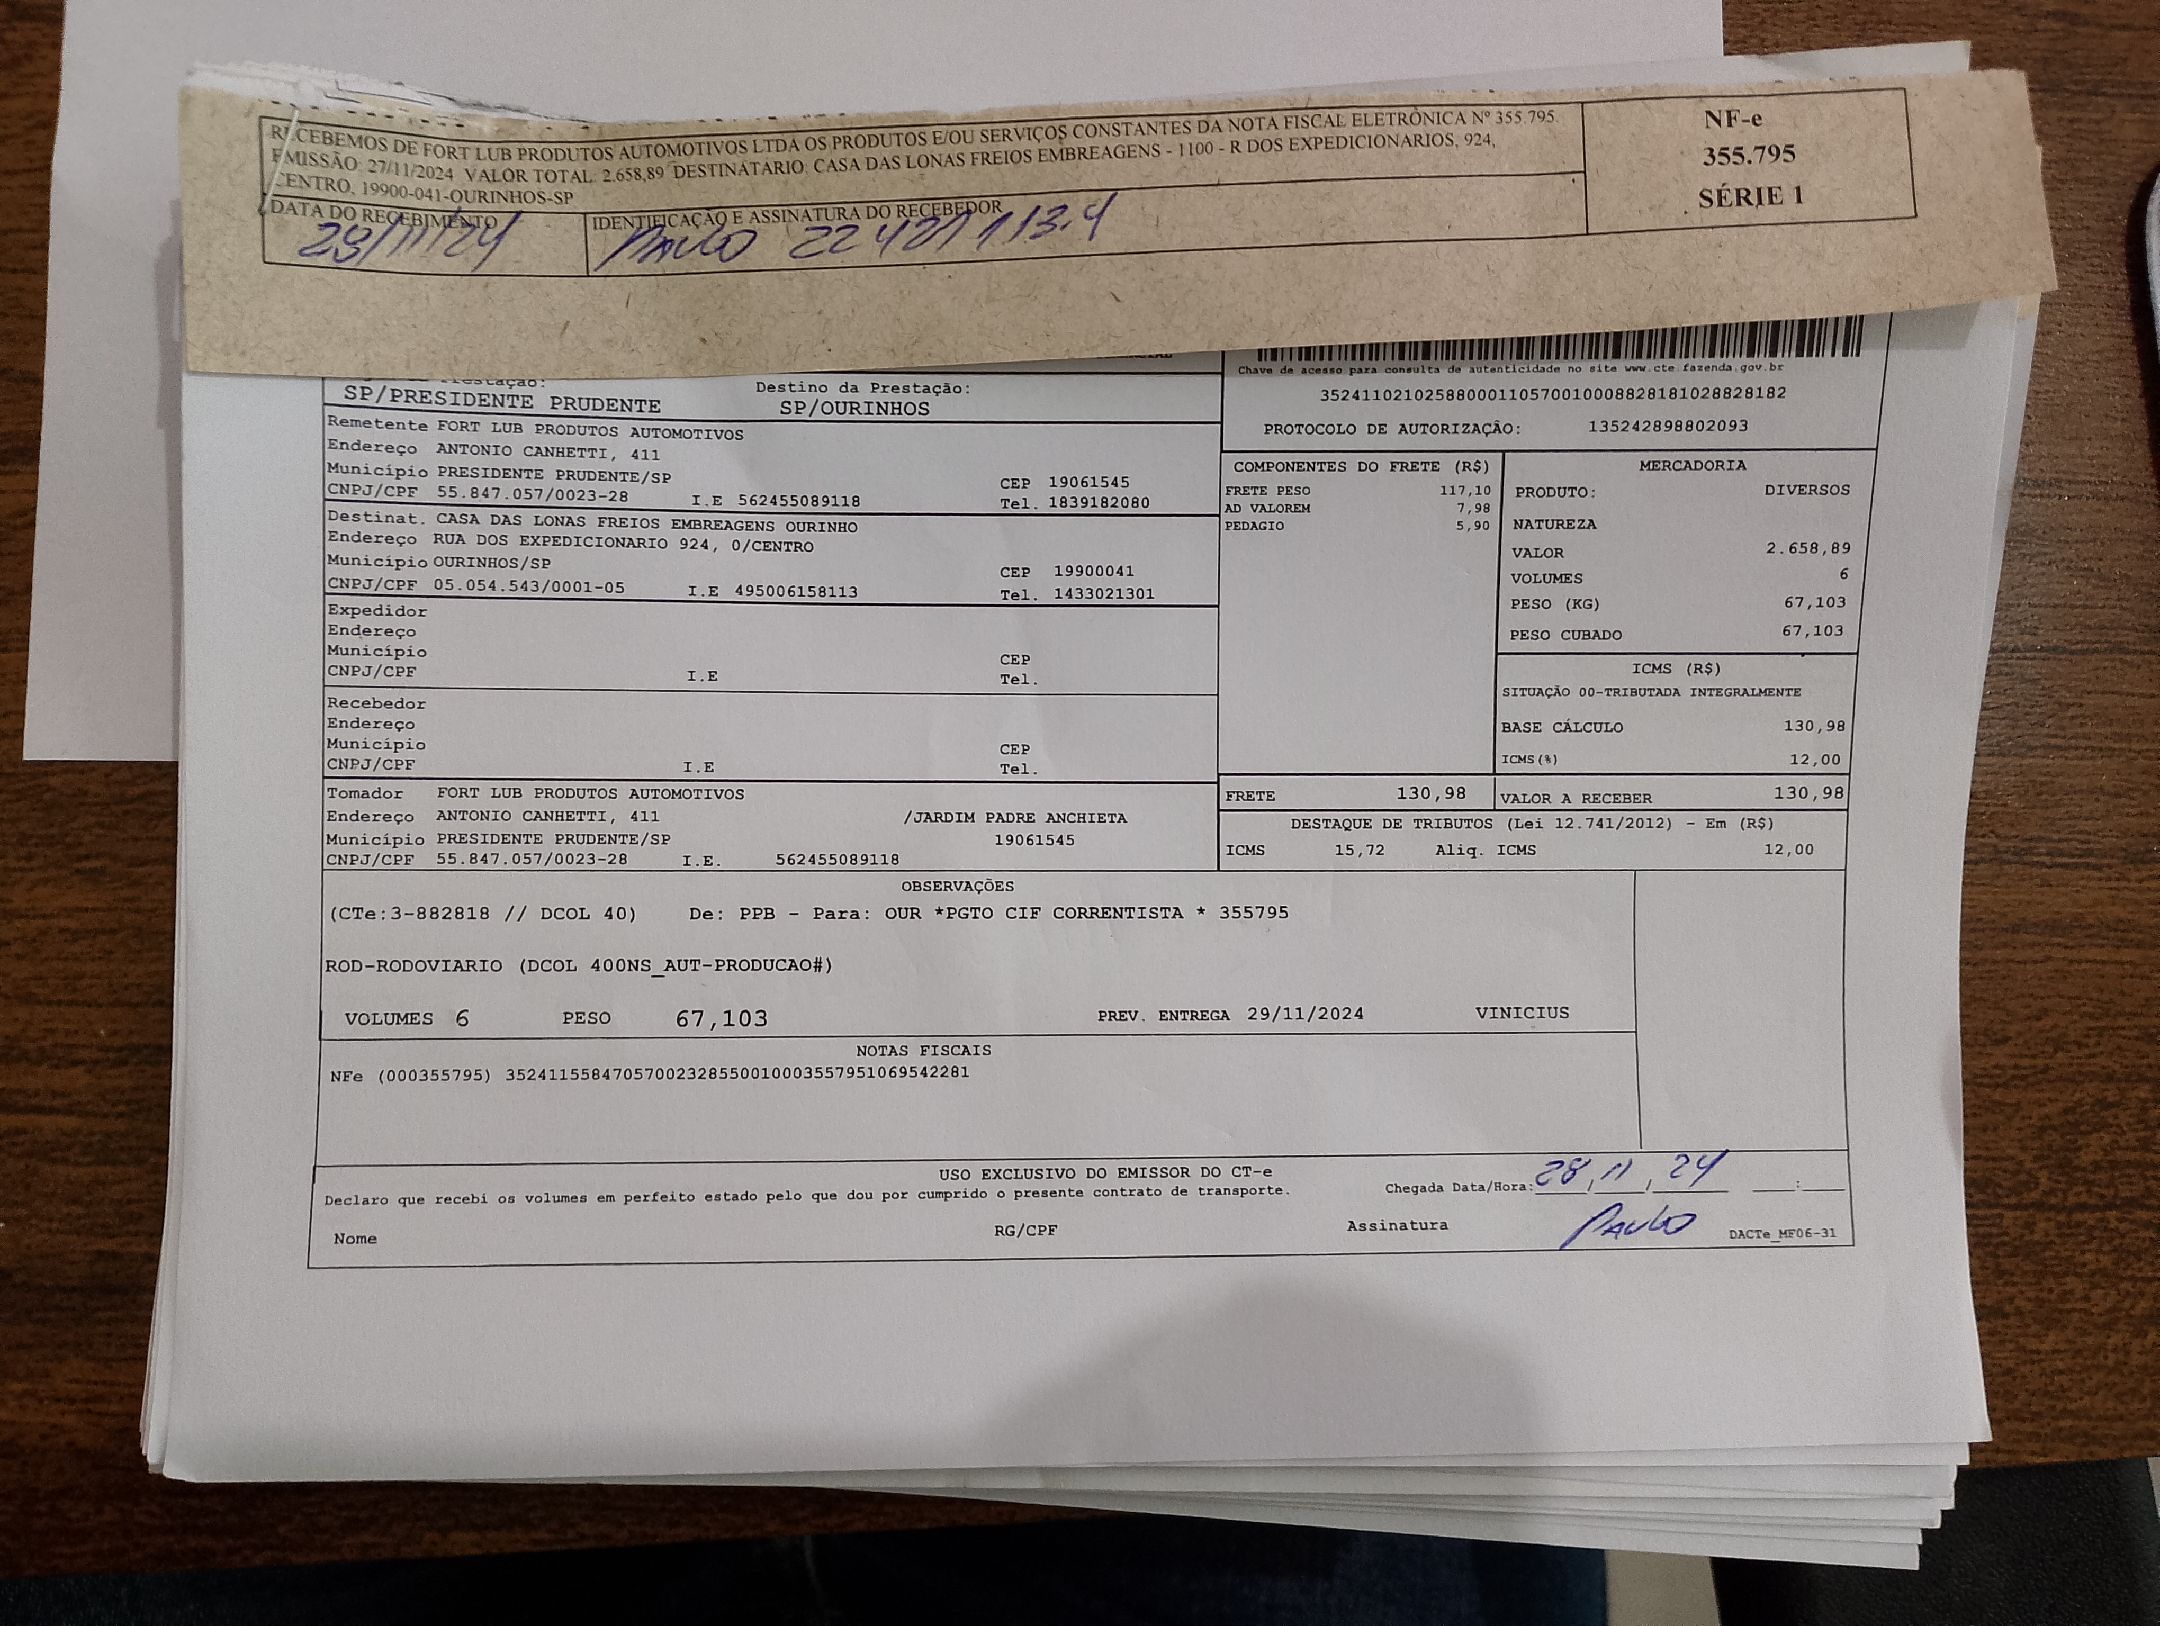 RECEBEMOS DE FORT LUB PRODUTOS AUTOMOTIVOS LTDA OS PRODUTOS E/OU SERVIÇOS CONSTANTES DA NOTA FISCAL ELETRÔNICA Nº 355.795.
EMISSÃO: 27/11/2024 VALOR TOTAL: 2.658,89 DESTINATÁRIO: CASA DAS LONAS FREIOS EMBREAGENS - 1100 - R DOS EXPEDICIONARIOS, 924,
CENTRO, 19900-041-OURINHOS-SP
DATA DO RECEBIMENTO
28/11/24
IDENTIFICAÇÃO E ASSINATURA DO RECEBEDOR
PAULO
NF-e
355.795
SÉRIE 1
Destino da Prestação:
SP/PRESIDENTE PRUDENTE SP/OURINHOS
Chave de acesso para consulta de autenticidade no site www.cte.fazenda.gov.br
35241102102588000110570010008828181028828182
PROTOCOLO DE AUTORIZAÇÃO: 135242898802093
Remetente FORT LUB PRODUTOS AUTOMOTIVOS
Endereço ANTONIO CANHETTI, 411
Município PRESIDENTE PRUDENTE/SP CEP 19061545
CNPJ/CPF 55.847.057/0023-28 I.E 562455089118 Tel. 1839182080
Destinat. CASA DAS LONAS FREIOS EMBREAGENS OURINHO
Endereço RUA DOS EXPEDICIONARIO 924, 0/CENTRO
Município OURINHOS/SP CEP 19900041
CNPJ/CPF 05.054.543/0001-05 I.E 495006158113 Tel. 1433021301
Expedidor
Endereço
Município CEP
CNPJ/CPF I.E Tel.
Recebedor
Endereço
Município CEP
CNPJ/CPF I.E Tel.
Tomador FORT LUB PRODUTOS AUTOMOTIVOS
Endereço ANTONIO CANHETTI, 411 /JARDIM PADRE ANCHIETA
Município PRESIDENTE PRUDENTE/SP 19061545
CNPJ/CPF 55.847.057/0023-28 I.E. 562455089118
COMPONENTES DO FRETE (R$)
FRETE PESO 117,10
AD VALOREM 7,98
PEDAGIO 5,90
MERCADORIA
PRODUTO: DIVERSOS
NATUREZA
VALOR 2.658,89
VOLUMES 6
PESO (KG) 67,103
PESO CUBADO 67,103
ICMS (R$)
SITUAÇÃO 00-TRIBUTADA INTEGRALMENTE
BASE CÁLCULO 130,98
ICMS(%) 12,00
FRETE 130,98 VALOR A RECEBER 130,98
DESTAQUE DE TRIBUTOS (Lei 12.741/2012) - Em (R$)
ICMS 15,72 Aliq. ICMS 12,00
OBSERVAÇÕES
(CTe:3-882818 // DCOL 40) De: PPB - Para: OUR *PGTO CIF CORRENTISTA * 355795
ROD-RODOVIARIO (DCOL 400NS_AUT-PRODUCAO#)
VOLUMES 6 PESO 67,103 PREV. ENTREGA 29/11/2024 VINICIUS
NOTAS FISCAIS
NFe (000355795) 35241155847057002328550010003557951069542281
USO EXCLUSIVO DO EMISSOR DO CT-e
Declaro que recebi os volumes em perfeito estado pelo que dou por cumprido o presente contrato de transporte. Chegada Data/Hora: 28/11/24 __:__
Nome RG/CPF Assinatura PAULO DACTe_MF06-31